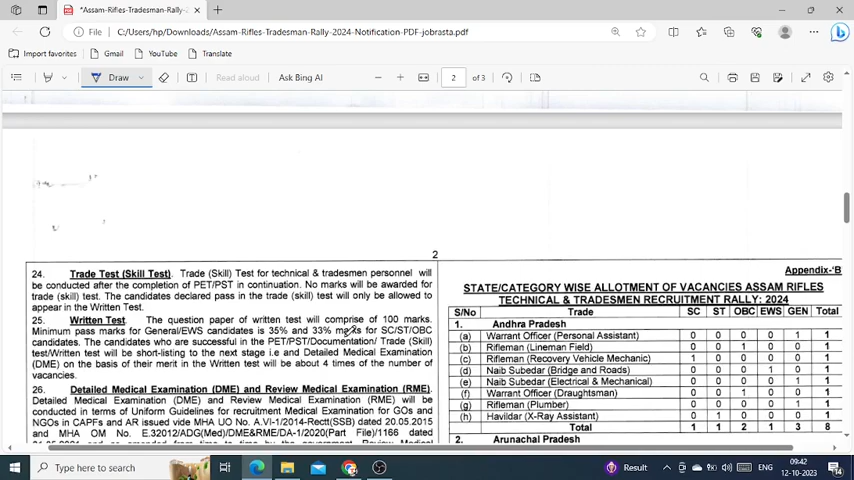 *Assam-Rifles-Tradesman-Rally-2
File
C:/Users/hp/Downloads/Assam-Rifles-Tradesman-Rally-2024-Notification-PDF-jobrasta.pdf
Import favorites
Gmail
YouTube
Translate
Draw
Read aloud
Ask Bing AI
2
of 3
2
24. Trade Test (Skill Test). Trade (Skill) Test for technical & tradesmen personnel will
be conducted after the completion of PET/PST in continuation. No marks will be awarded for
trade (skill) test. The candidates declared pass in the trade (skill) test will only be allowed to
appear in the Written Test.
25. Written Test. The question paper of written test will comprise of 100 marks.
Minimum pass marks for General/EWS candidates is 35% and 33% marks for SC/ST/OBC
candidates. The candidates who are successful in the PET/PST/Documentation/ Trade (Skill)
test/Written test will be short-listing to the next stage i.e and Detailed Medical Examination
(DME) on the basis of their merit in the Written test will be about 4 times of the number of
vacancies.
26. Detailed Medical Examination (DME) and Review Medical Examination (RME).
Detailed Medical Examination (DME) and Review Medical Examination (RME) will be
conducted in terms of Uniform Guidelines for recruitment Medical Examination for GOs and
NGOs in CAPFs and AR issued vide MHA UO No. A.VI-1/2014-Rectt(SSB) dated 20.05.2015
and MHA OM No. E.32012/ADG(Med)/DME&RME/DA-1/2020(Part File)/1166 dated
Appendix-'B
STATE/CATEGORY WISE ALLOTMENT OF VACANCIES ASSAM RIFLES
TECHNICAL & TRADESMEN RECRUITMENT RALLY: 2024
S/No Trade SC ST OBC EWS GEN Total
1. Andhra Pradesh
(a) Warrant Officer (Personal Assistant) 0 0 0 0 1 1
(b) Rifleman (Lineman Field) 0 0 1 0 0 1
(c) Rifleman (Recovery Vehicle Mechanic) 1 0 0 0 0 1
(d) Naib Subedar (Bridge and Roads) 0 0 0 1 0 1
(e) Naib Subedar (Electrical & Mechanical) 0 0 0 0 1 1
(f) Warrant Officer (Draughtsman) 0 0 1 0 0 1
(g) Rifleman (Plumber) 0 0 0 0 1 1
(h) Havildar (X-Ray Assistant) 0 1 0 0 0 1
Total 1 1 2 1 3 8
2. Arunachal Pradesh
Type here to search
Result
ENG
09:42
12-10-2023
14